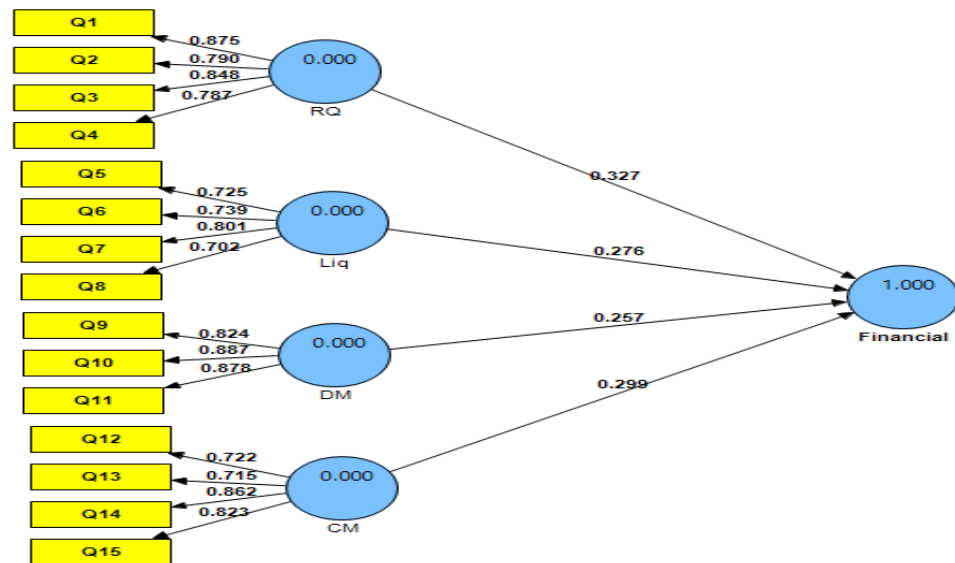 Q1
0.875
Q2
0.790
0.848
Q3
0.787
Q4
0.000
RQ
0.327
Q5
0.725
Q6
0.739
0.801
Q7
0.702
Q8
0.000
Liq
0.276
Q9
0.824
Q10
0.887
0.878
Q11
0.000
DM
0.257
Q12
0.722
Q13
0.715
0.862
Q14
0.823
Q15
0.000
CM
0.299
1.000
Financial